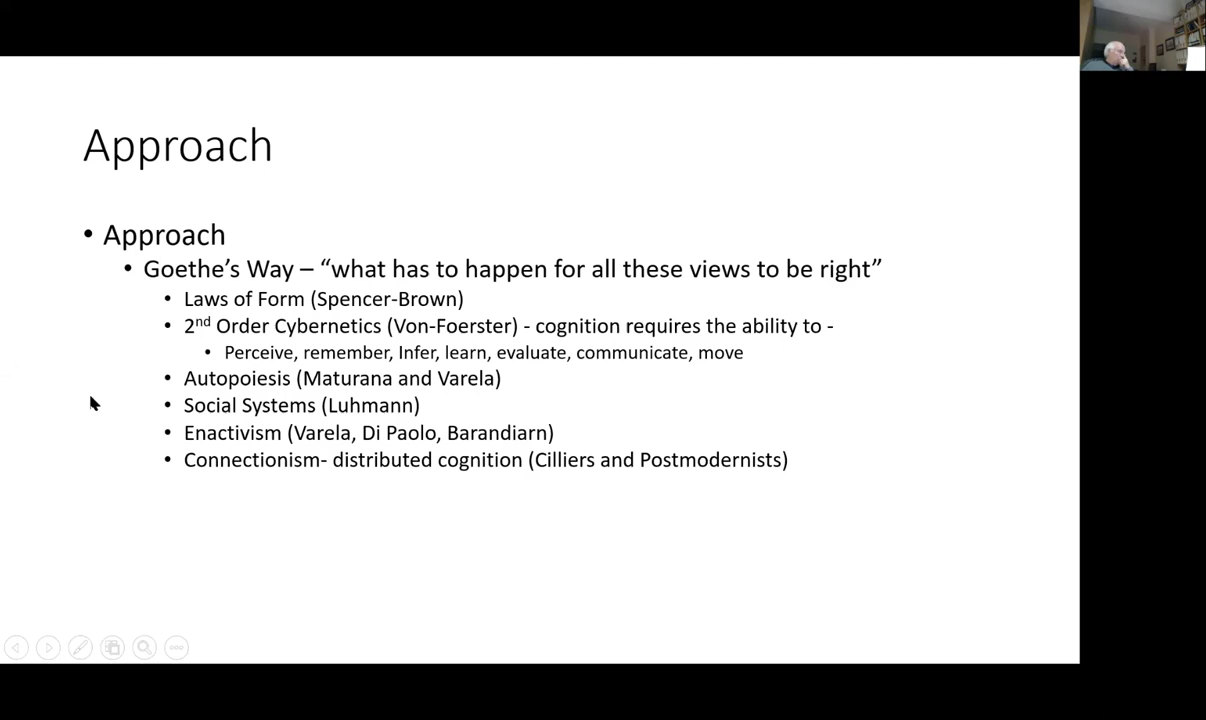 Approach
• Approach
• Goethe's Way – “what has to happen for all these views to be right”
• Laws of Form (Spencer-Brown)
• 2nd Order Cybernetics (Von-Foerster) - cognition requires the ability to -
• Perceive, remember, Infer, learn, evaluate, communicate, move
• Autopoiesis (Maturana and Varela)
• Social Systems (Luhmann)
• Enactivism (Varela, Di Paolo, Barandiarn)
• Connectionism- distributed cognition (Cilliers and Postmodernists)